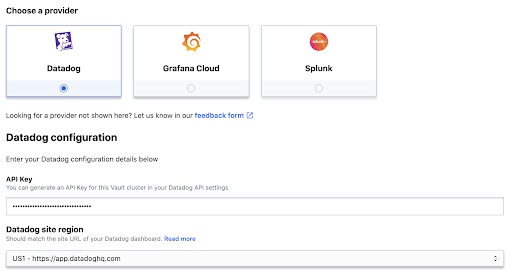 Choose a provider
splunk>
Datadog
Grafana Cloud
Splunk
Looking for a provider not shown here? Let us know in our feedback form
Datadog configuration
Enter your Datadog configuration details below
API Key
You can generate an API Key for this Vault cluster in your Datadog API settings
••••••••••••••••••••••••••••••••
Datadog site region
Should match the site URL of your Datadog dashboard. Read more
US1 - https://app.datadoghq.com